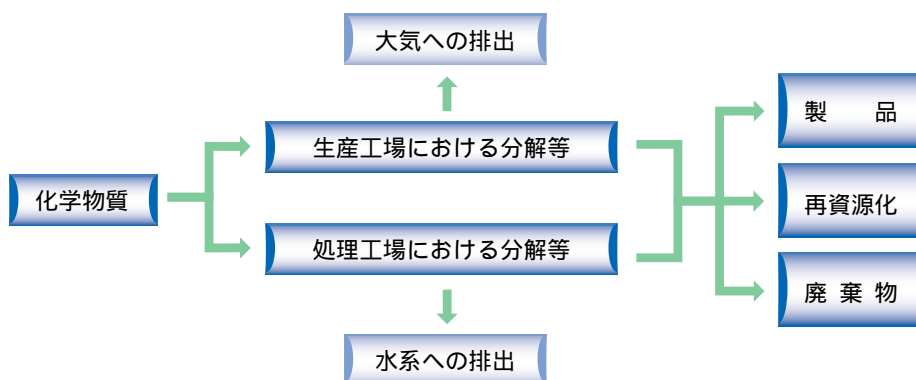 大気への排出
生産工場における分解等
化学物質
処理工場における分解等
水系への排出
製品
再資源化
廃棄物